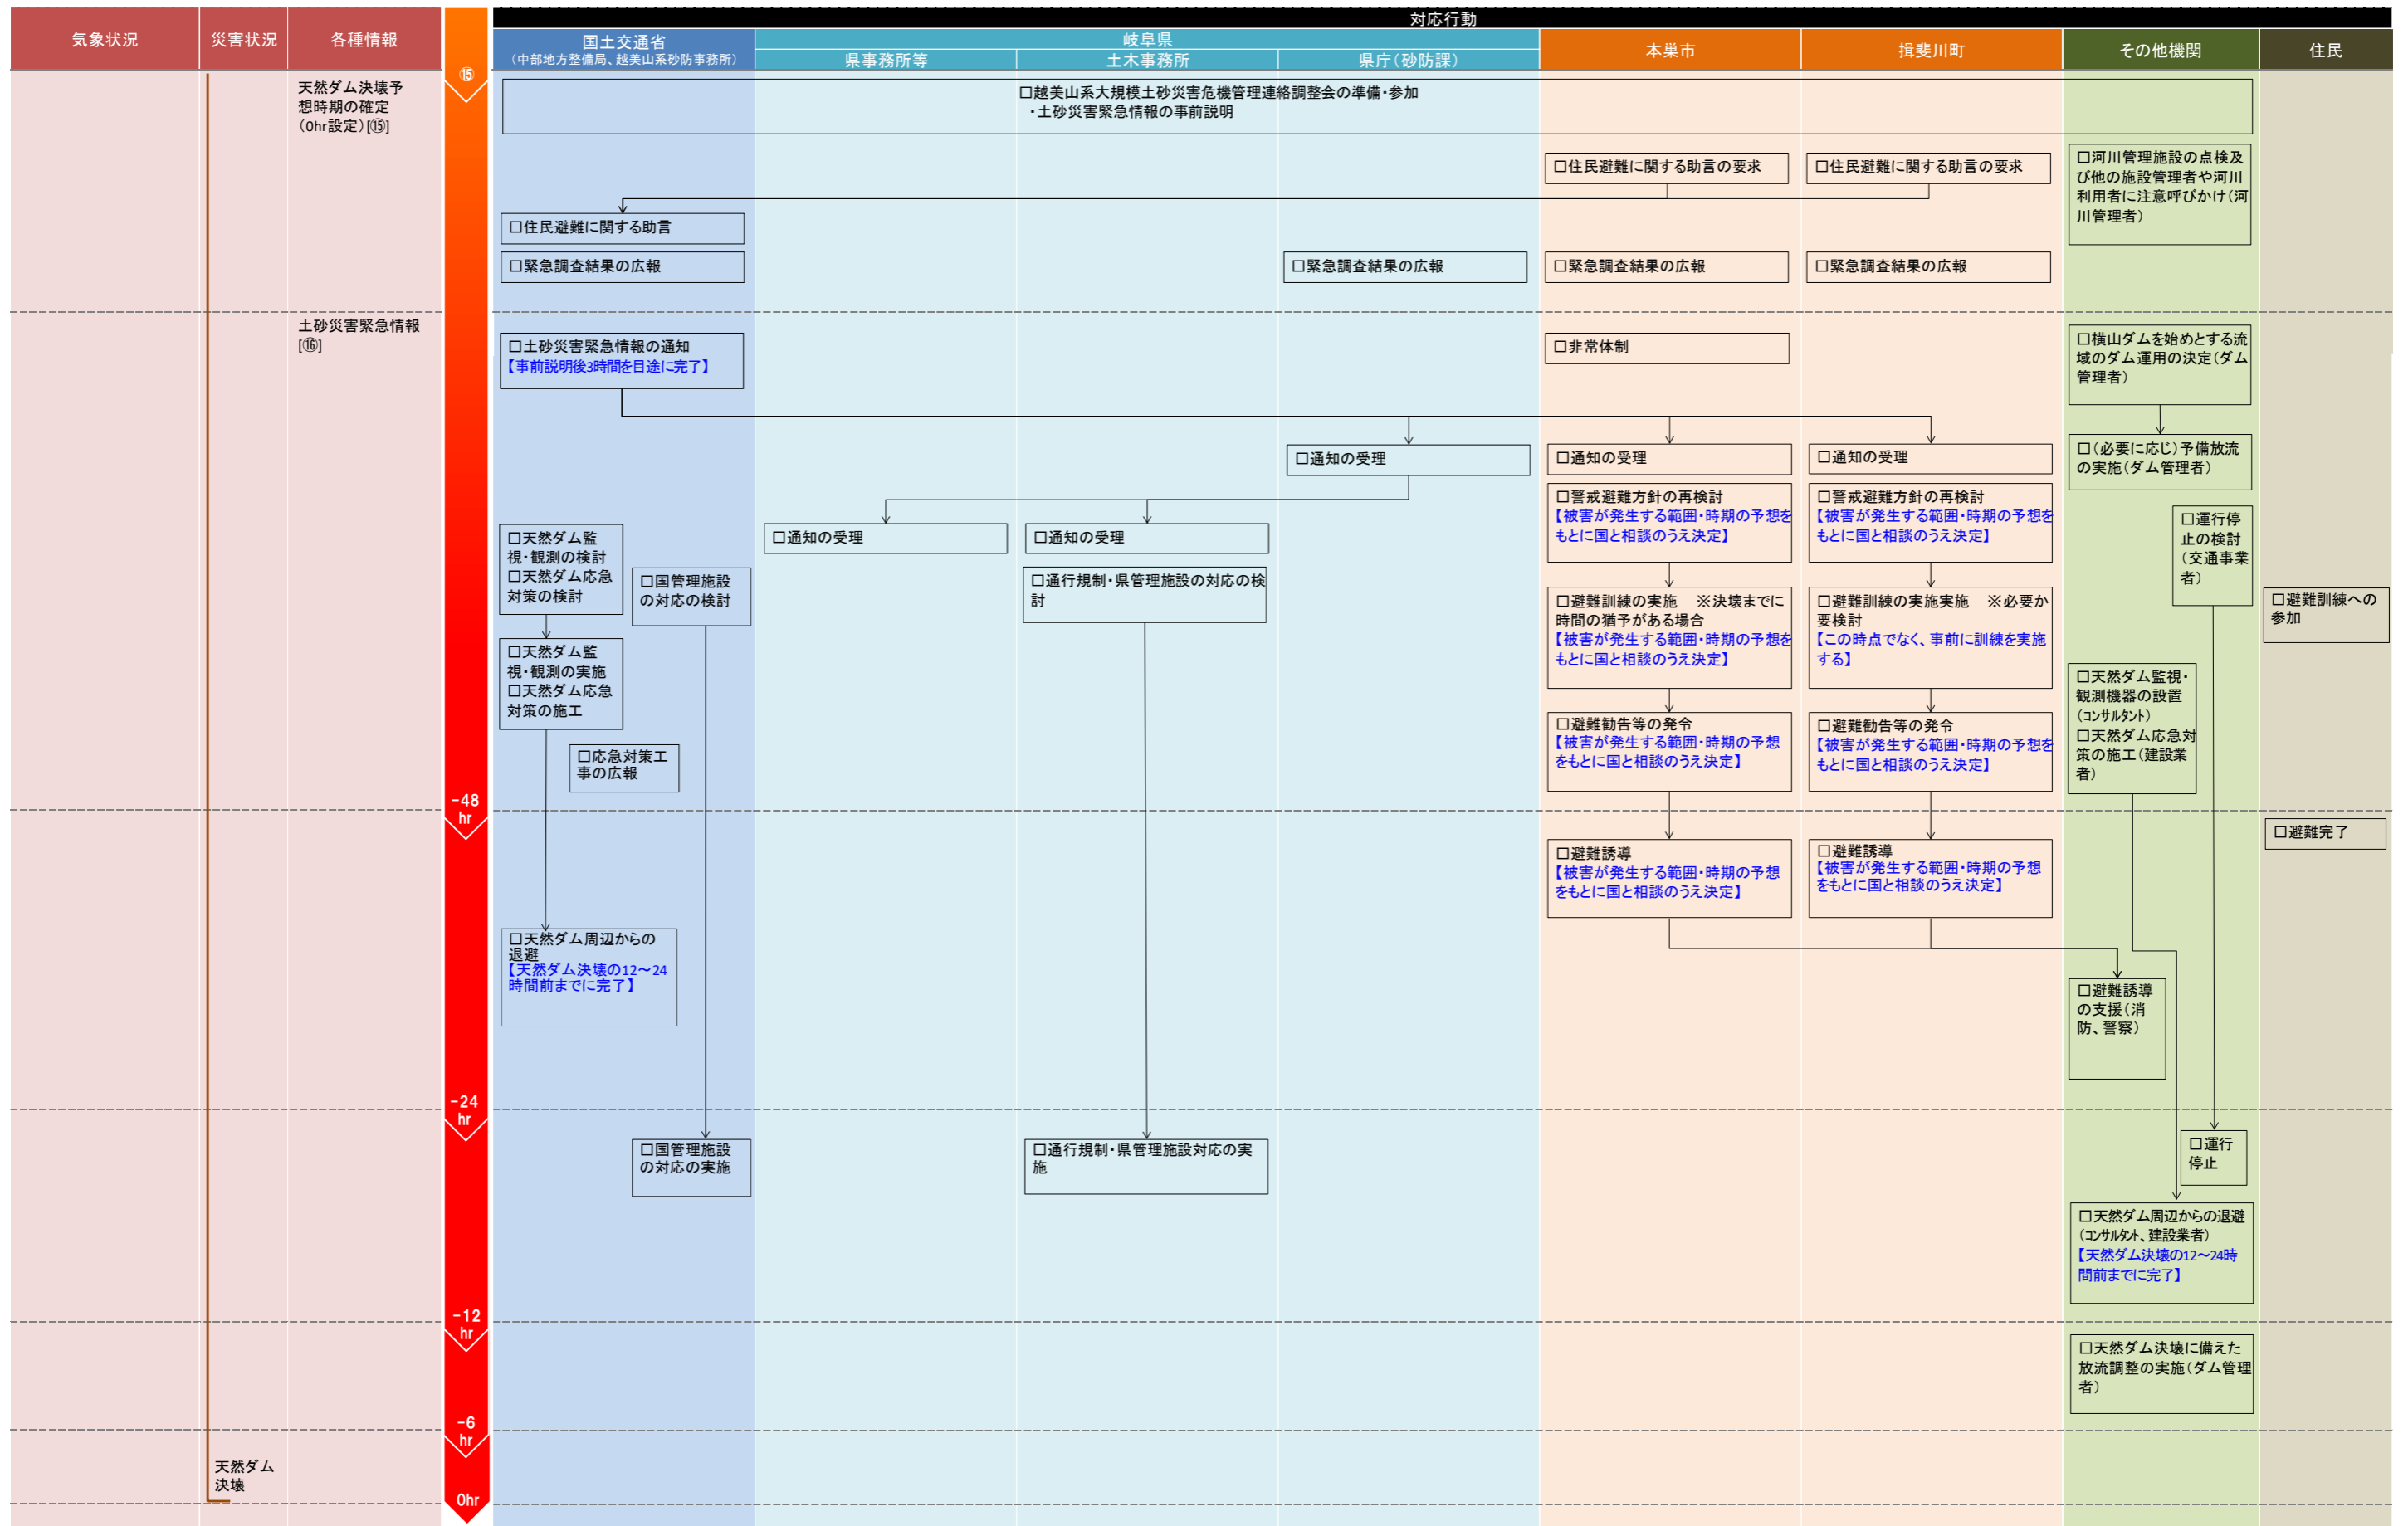 対応行動
気象状況
災害状況
各種情報
国土交通省
（中部地方整備局、越美山系砂防事務所）
岐阜県
県事務所等
土木事務所
県庁（砂防課）
本巣市
揖斐川町
その他機関
住民
⑮
天然ダム決壊予
想時期の確定
（0hr設定）[⑮]
□越美山系大規模土砂災害危機管理連絡調整会の準備・参加
・土砂災害緊急情報の事前説明
□住民避難に関する助言の要求
□住民避難に関する助言の要求
□河川管理施設の点検及
び他の施設管理者や河川
利用者に注意呼びかけ（河
川管理者）
□住民避難に関する助言
□緊急調査結果の広報
□緊急調査結果の広報
□緊急調査結果の広報
□緊急調査結果の広報
土砂災害緊急情報
[⑯]
□土砂災害緊急情報の通知
【事前説明後3時間を目途に完了】
□非常体制
□横山ダムを始めとする流
域のダム運用の決定（ダム
管理者）
□通知の受理
□通知の受理
□通知の受理
□（必要に応じ）予備放流
の実施（ダム管理者）
□警戒避難方針の再検討
【被害が発生する範囲・時期の予想を
もとに国と相談のうえ決定】
□警戒避難方針の再検討
【被害が発生する範囲・時期の予想を
もとに国と相談のうえ決定】
□運行停
止の検討
（交通事業
者）
□天然ダム監
視・観測の検討
□天然ダム応急
対策の検討
□国管理施設
の対応の検討
□通知の受理
□通知の受理
□通行規制・県管理施設の対応の検
討
□避難訓練の実施　※決壊までに
時間の猶予がある場合
【被害が発生する範囲・時期の予想を
もとに国と相談のうえ決定】
□避難訓練の実施実施　※必要か
要検討
【この時点でなく、事前に訓練を実施
する】
□避難訓練への
参加
□天然ダム監
視・観測の実施
□天然ダム応急
対策の施工
□天然ダム監視・
観測機器の設置
（コンサルタント）
□天然ダム応急対
策の施工（建設業
者）
□応急対策工
事の広報
□避難勧告等の発令
【被害が発生する範囲・時期の予想
をもとに国と相談のうえ決定】
□避難勧告等の発令
【被害が発生する範囲・時期の予想を
もとに国と相談のうえ決定】
-48
hr
□避難完了
□避難誘導
【被害が発生する範囲・時期の予想
をもとに国と相談のうえ決定】
□避難誘導
【被害が発生する範囲・時期の予想
をもとに国と相談のうえ決定】
□天然ダム周辺からの
退避
【天然ダム決壊の12～24
時間前までに完了】
□避難誘導
の支援（消
防、警察）
-24
hr
□国管理施設
の対応の実施
□通行規制・県管理施設対応の実
施
□運行
停止
□天然ダム周辺からの退避
（コンサルタント、建設業者）
【天然ダム決壊の12～24時
間前までに完了】
-12
hr
□天然ダム決壊に備えた
放流調整の実施（ダム管理
者）
-6
hr
天然ダム
決壊
0hr